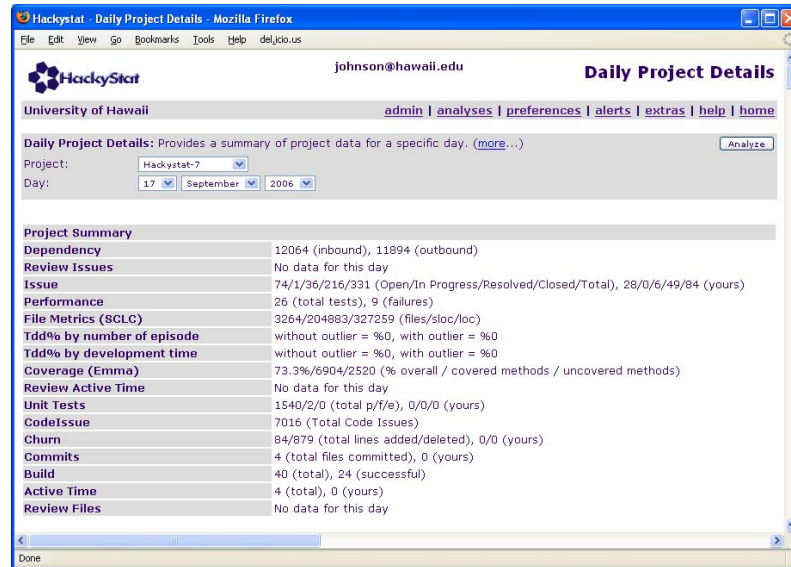 Hackystat - Daily Project Details - Mozilla Firefox
File Edit View Go Bookmarks Tools Help del.icio.us
HackyStat
johnson@hawaii.edu
Daily Project Details
University of Hawaii
admin | analyses | preferences | alerts | extras | help | home
Daily Project Details: Provides a summary of project data for a specific day. (more...)
Analyze
Project: Hackystat-7
Day: 17 September 2006
Project Summary
Dependency 12064 (inbound), 11894 (outbound)
Review Issues No data for this day
Issue 74/1/36/216/331 (Open/In Progress/Resolved/Closed/Total), 28/0/6/49/84 (yours)
Performance 26 (total tests), 9 (failures)
File Metrics (SCLC) 3264/204883/327259 (files/sloc/loc)
Tdd% by number of episode without outlier = %0, with outlier = %0
Tdd% by development time without outlier = %0, with outlier = %0
Coverage (Emma) 73.3%/6904/2520 (% overall / covered methods / uncovered methods)
Review Active Time No data for this day
Unit Tests 1540/2/0 (total p/f/e), 0/0/0 (yours)
CodeIssue 7016 (Total Code Issues)
Churn 84/879 (total lines added/deleted), 0/0 (yours)
Commits 4 (total files committed), 0 (yours)
Build 40 (total), 24 (successful)
Active Time 4 (total), 0 (yours)
Review Files No data for this day
Done